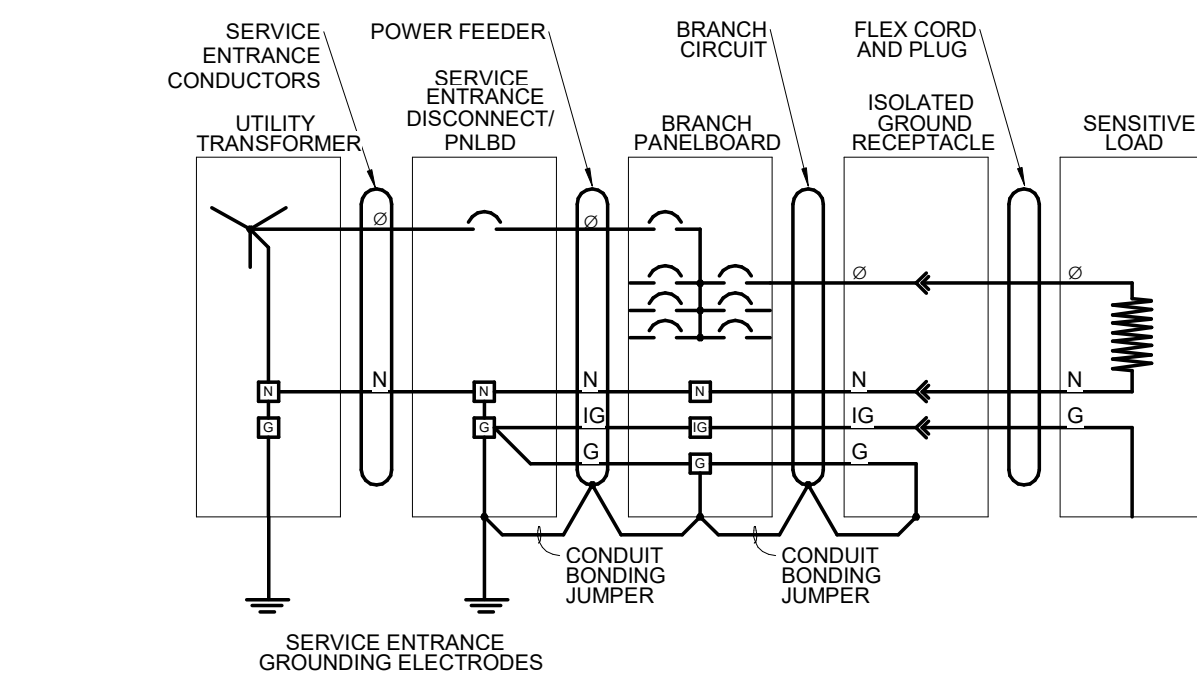 SERVICE
ENTRANCE
CONDUCTORS
POWER FEEDER
BRANCH
CIRCUIT
FLEX CORD
AND PLUG
UTILITY
TRANSFORMER
SERVICE
ENTRANCE
DISCONNECT/
PNLBD
BRANCH
PANELBOARD
ISOLATED
GROUND
RECEPTACLE
SENSITIVE
LOAD
Ø
Ø
Ø
Ø
N
N
N
N
N
N
N
N
G
G
IG
IG
IG
G
G
G
G
CONDUIT
BONDING
JUMPER
CONDUIT
BONDING
JUMPER
SERVICE ENTRANCE
GROUNDING ELECTRODES